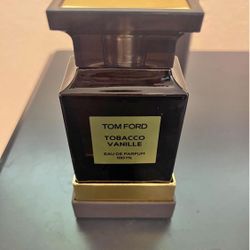 TOM FORD
TOBACCO
VANILLE
EAU DE PARFUM